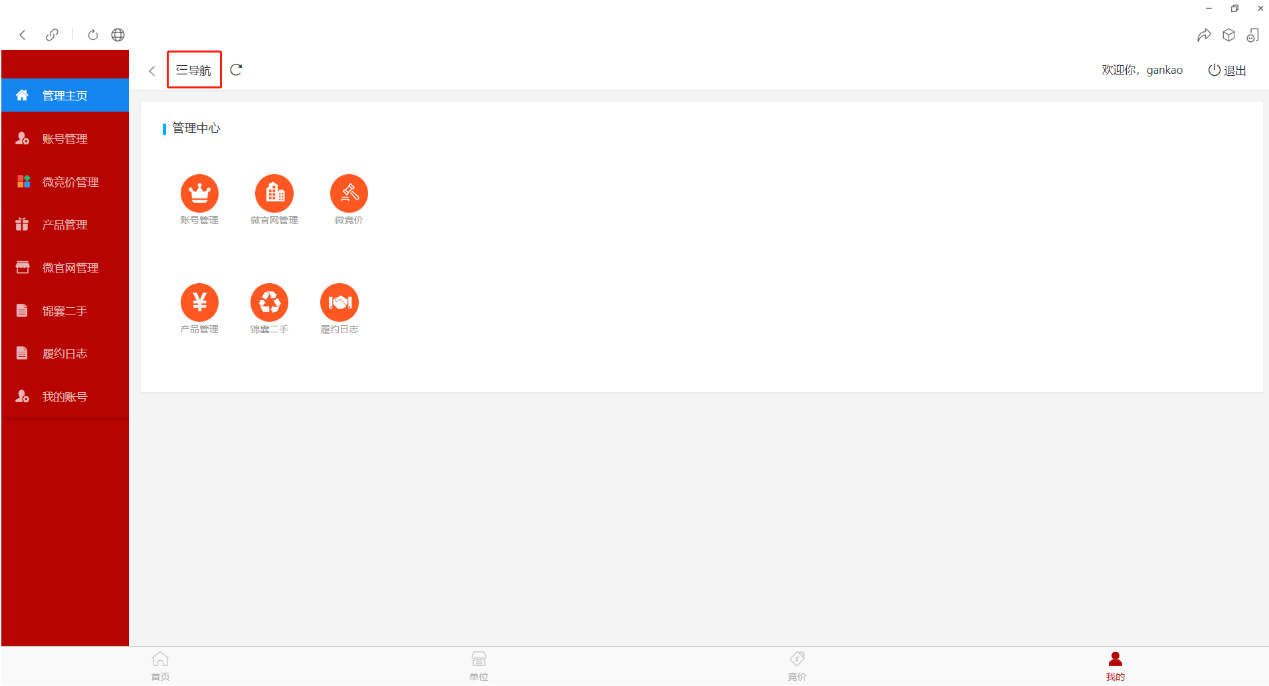 导航
欢迎你，gankao
退出
管理主页
账号管理
微竞价管理
产品管理
微官网管理
锦囊二手
履约日志
我的账号
管理中心
账号管理
微官网管理
微竞价
产品管理
锦囊二手
履约日志
首页
单位
竞价
我的